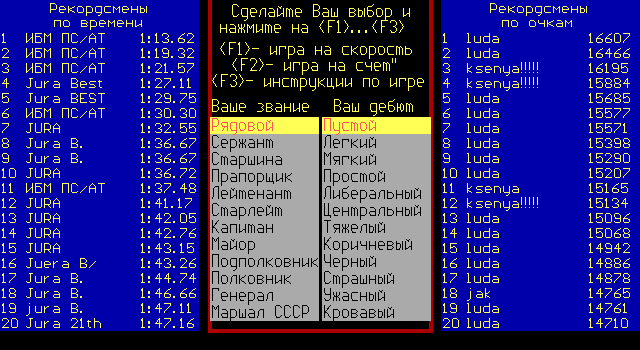 Рекордсмены
по времени
1 ИБМ ПС/АТ 1:13.62
2 ИБМ ПС/АТ 1:19.32
3 ИБМ ПС/АТ 1:21.57
4 Jura Best 1:27.11
5 Jura BEST 1:29.75
6 ИБМ ПС/АТ 1:30.30
7 JURA 1:32.55
8 Jura B. 1:36.67
9 Jura B. 1:36.67
10 JURA 1:36.72
11 ИБМ ПС/АТ 1:37.48
12 JURA 1:41.17
13 JURA 1:42.05
14 JURA 1:42.76
15 JURA 1:43.15
16 Juera B/ 1:43.26
17 Jura B. 1:44.74
18 Jura B. 1:46.66
19 jura B. 1:47.11
20 Jura 21th 1:47.16
Сделайте Ваш выбор и
нажмите на <F1>...<F3>
<F1>- игра на скорость
<F2>- игра на счет"
<F3>- инструкции по игре
Ваше звание Ваш дебют
Рядовой Пустой
Сержант Легкий
Старшина Мягкий
Прапорщик Простой
Лейтенант Либеральный
Старлейт Центральный
Капитан Тяжелый
Майор Коричневый
Подполковник Черный
Полковник Страшный
Генерал Ужасный
Маршал СССР Кровавый
Рекордсмены
по очкам
1 luda 16607
2 luda 16466
3 ksenya!!!!! 16195
4 ksenya!!!!! 15884
5 luda 15685
6 luda 15577
7 luda 15571
8 luda 15398
9 luda 15290
10 luda 15207
11 ksenya 15165
12 ksenya!!!!! 15134
13 luda 15096
14 luda 15068
15 luda 14942
16 luda 14886
17 luda 14878
18 jak 14765
19 luda 14761
20 luda 14710